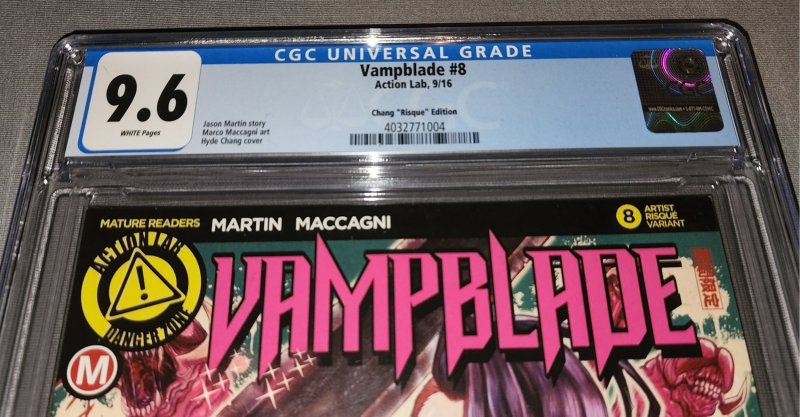 CGC UNIVERSAL GRADE
9.6
WHITE Pages
Vampblade #8
Action Lab, 9/16
Chang "Risque" Edition
4032771004
Jason Martin story
Marco Maccagni art
Hyde Chang cover
MATURE READERS MARTIN MACCAGNI
8 ARTIST
RISQUÉ
VARIANT
ACTION LAB
DANGER ZONE
VAMPBLADE
M